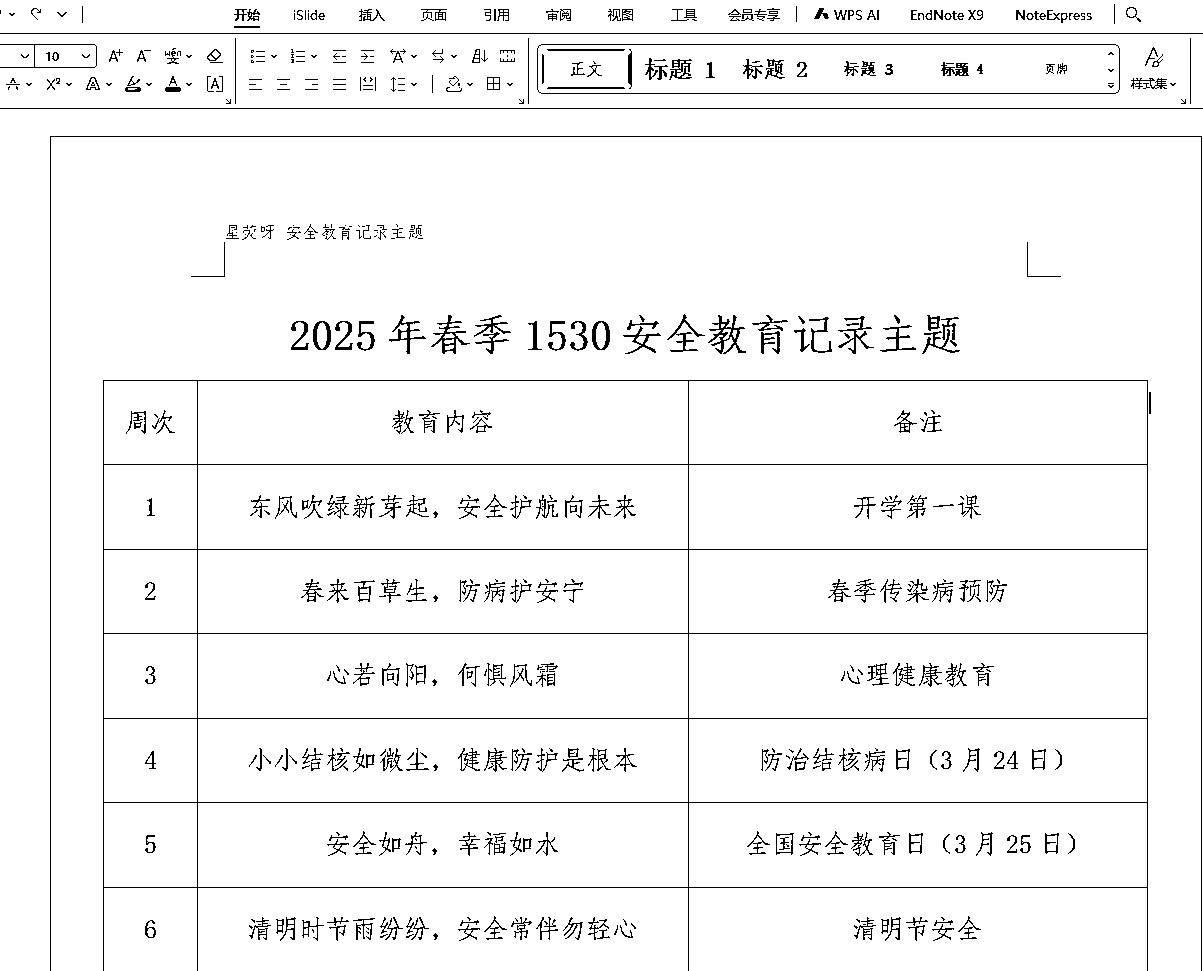 开始 iSlide 插入 页面 引用 审阅 视图 工具 会员专享 WPS AI EndNote X9 NoteExpress
10 A⁺ A⁻
X² A A [A] 正文 标题 1 标题 2 标题 3 标题 4 页脚 样式集
星荧呀 安全教育记录主题
2025 年春季 1530 安全教育记录主题
周次 教育内容 备注
1 东风吹绿新芽起，安全护航向未来 开学第一课
2 春来百草生，防病护安宁 春季传染病预防
3 心若向阳，何惧风霜 心理健康教育
4 小小结核如微尘，健康防护是根本 防治结核病日（3 月 24 日）
5 安全如舟，幸福如水 全国安全教育日（3 月 25 日）
6 清明时节雨纷纷，安全常伴勿轻心 清明节安全